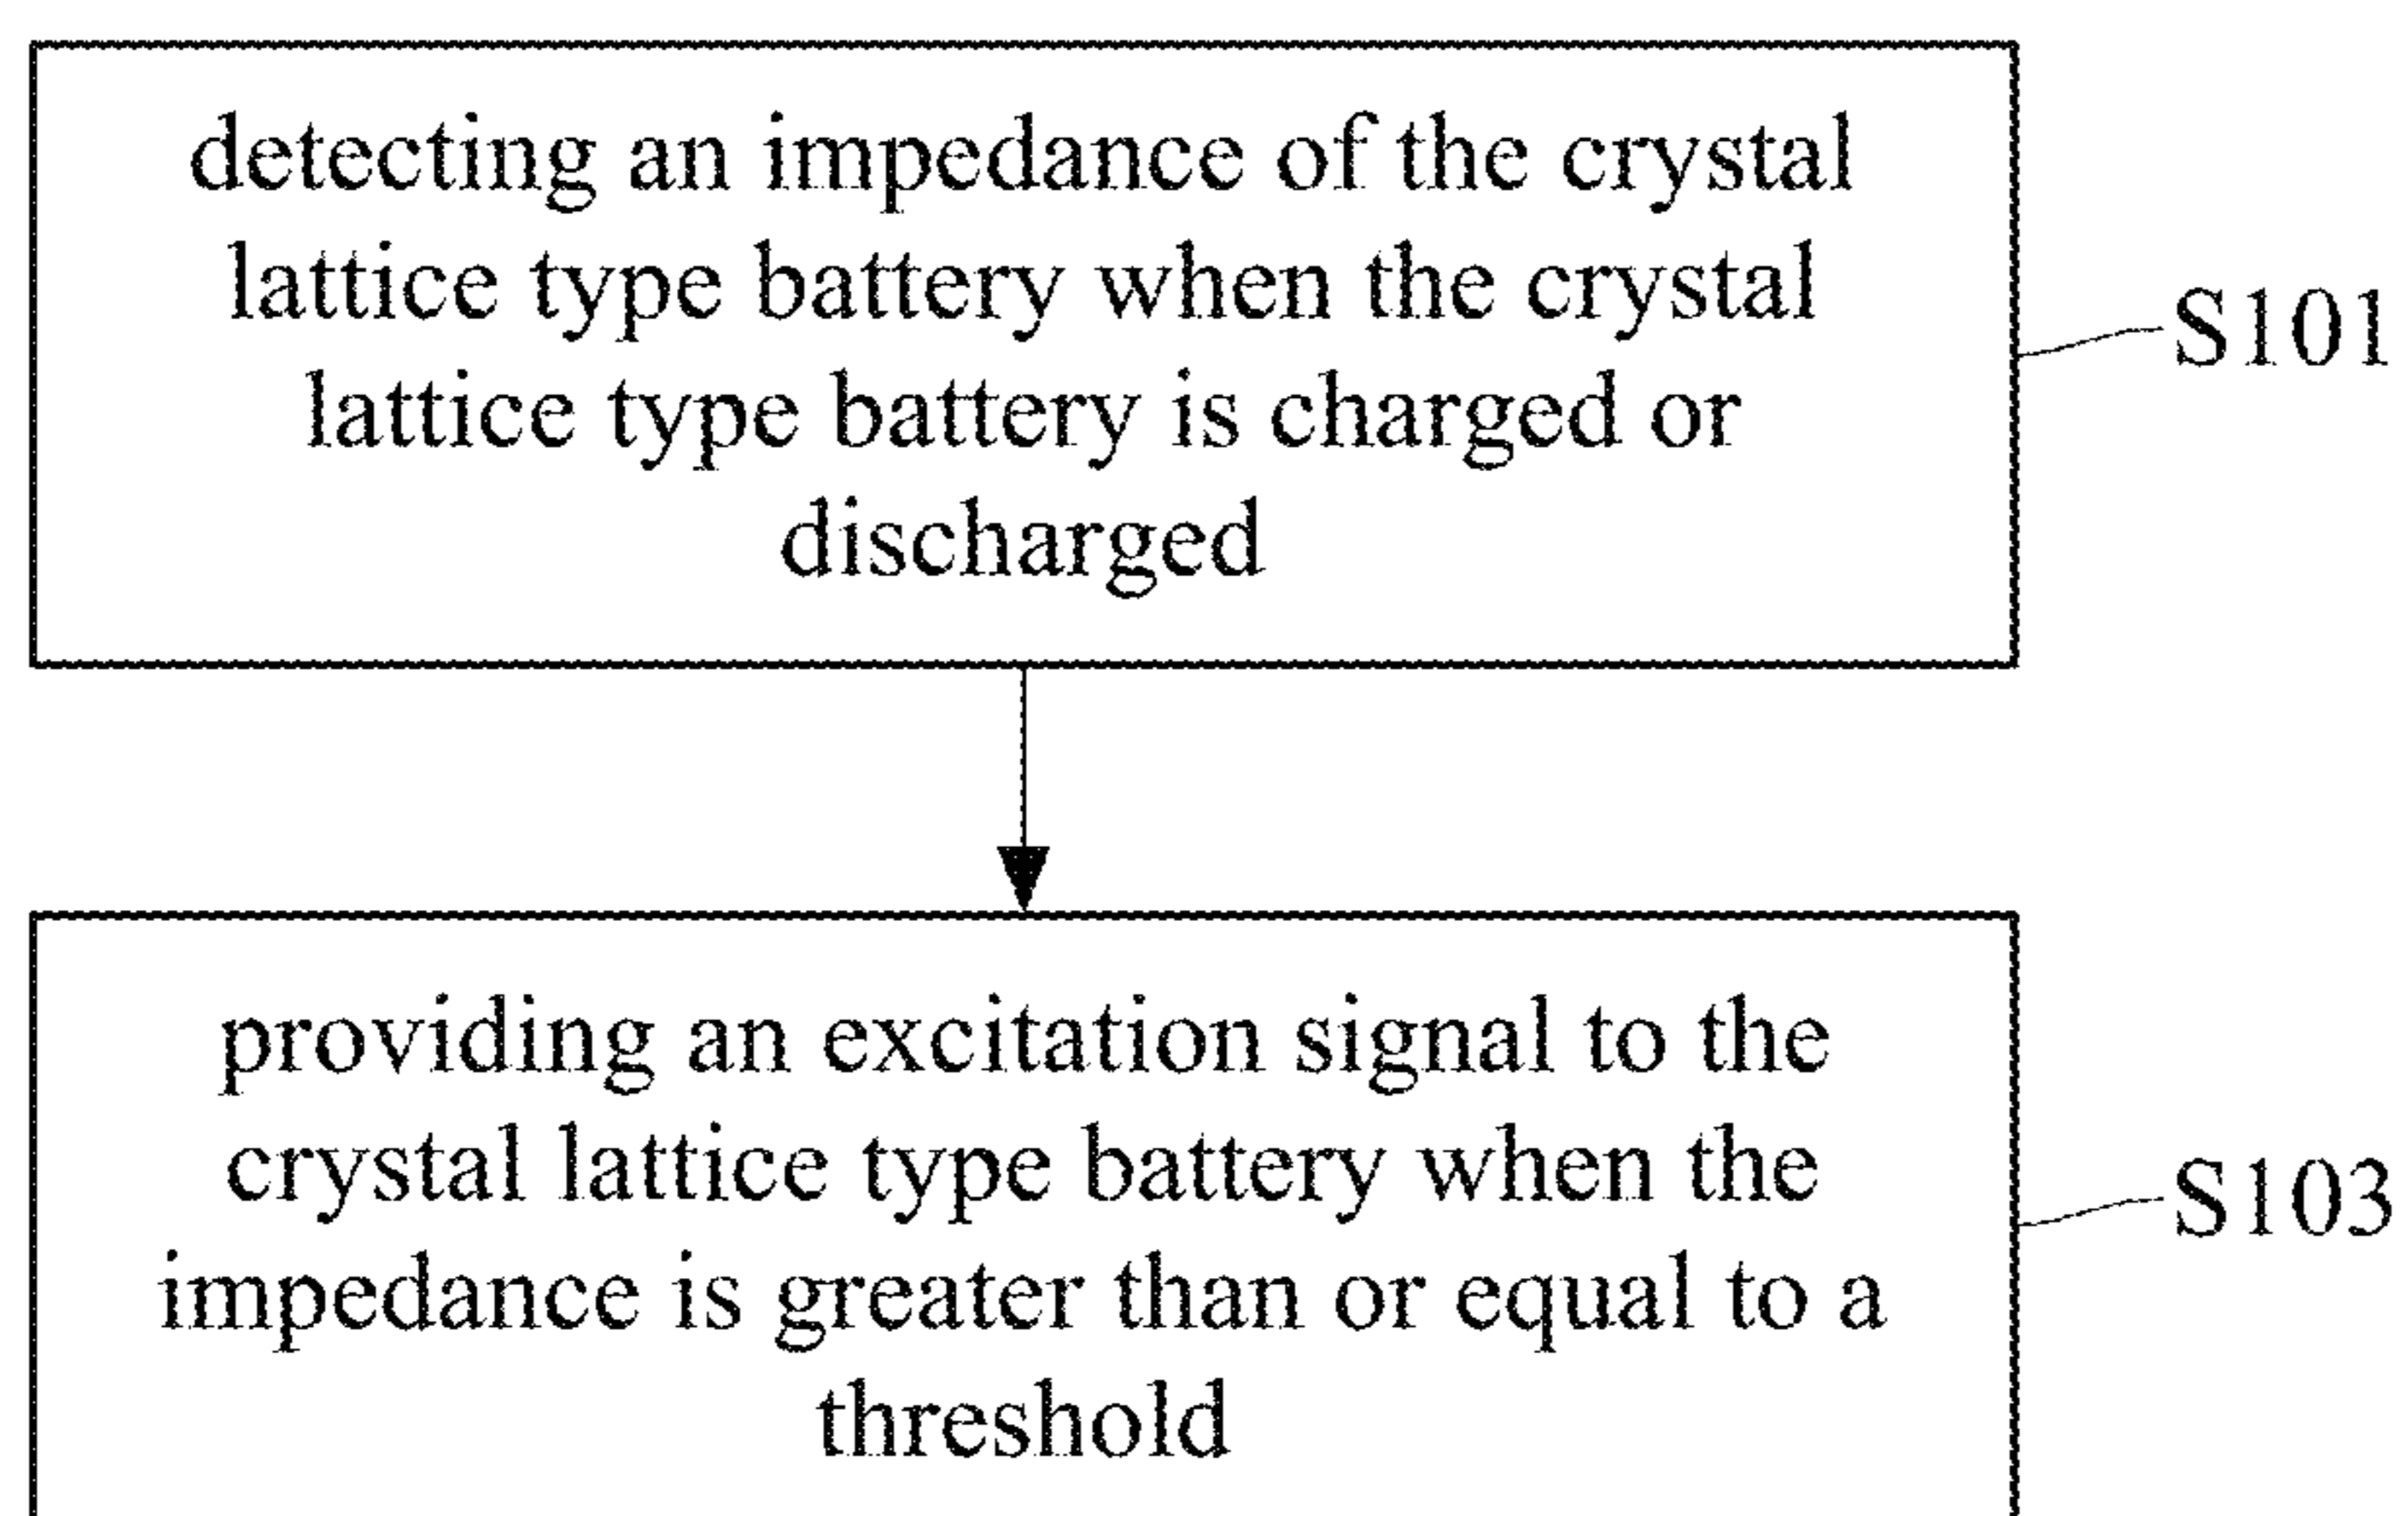 detecting an impedance of the crystal
lattice type battery when the crystal
lattice type battery is charged or
discharged
S101
providing an excitation signal to the
crystal lattice type battery when the
impedance is greater than or equal to a
threshold
S103